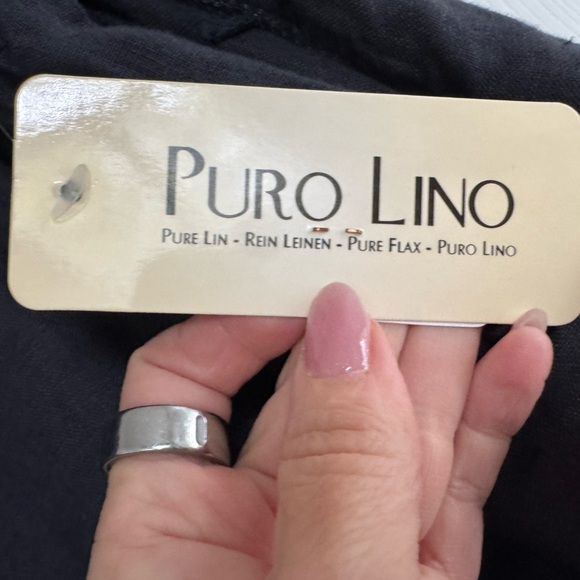 PURO LINO
PURE LIN - REIN LEINEN - PURE FLAX - PURO LINO